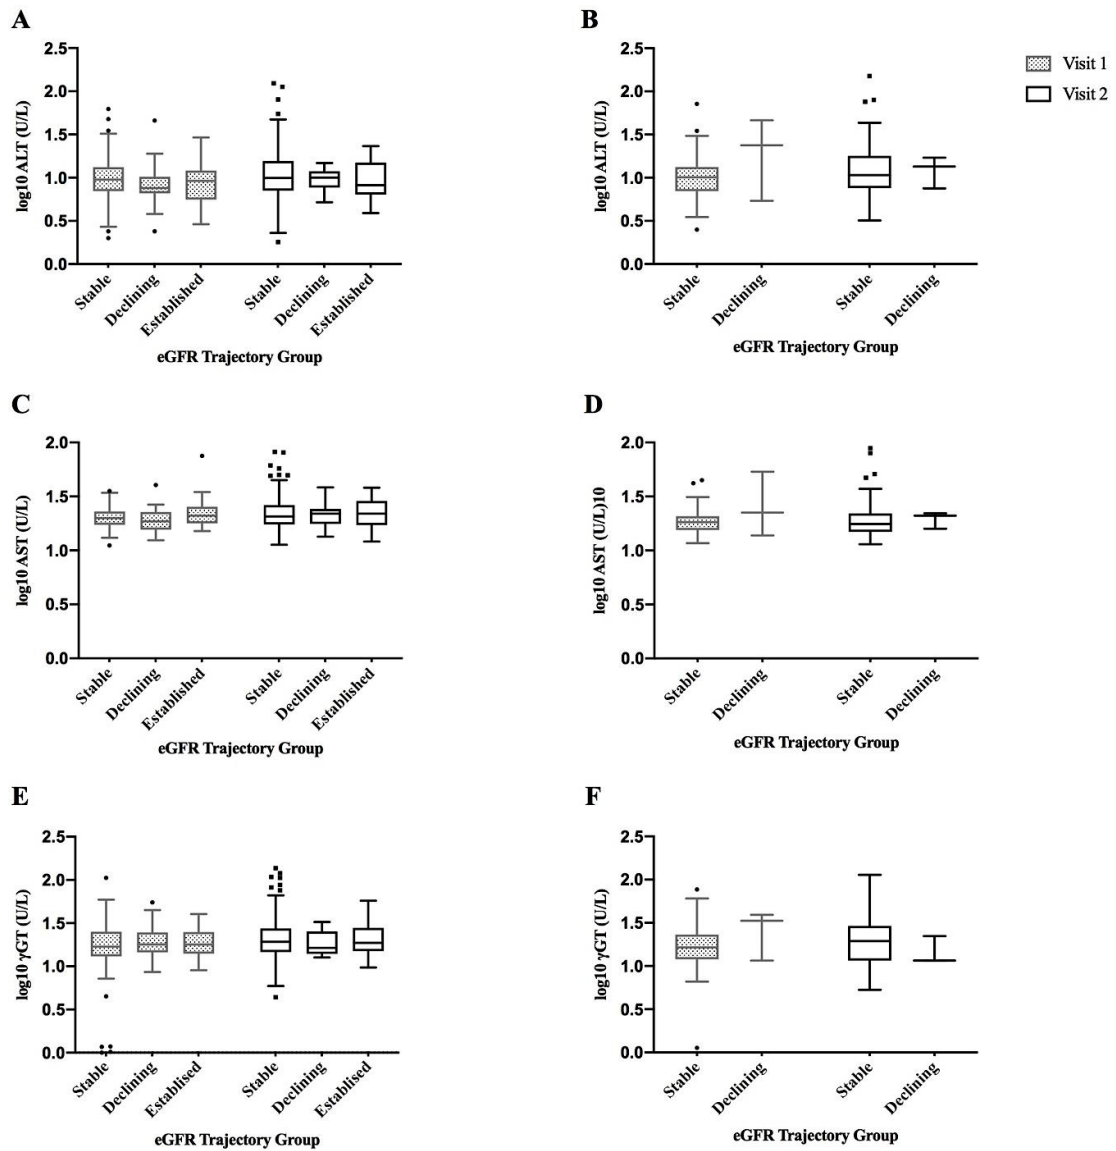 A
2.5
2.0
1.5
1.0
0.5
0.0
log10 ALT (U/L)
Stable
Declining
Established
Stable
Declining
Established
eGFR Trajectory Group
B
2.5
2.0
1.5
1.0
0.5
0.0
log10 ALT (U/L)
Stable
Declining
Stable
Declining
eGFR Trajectory Group
Visit 1
Visit 2
C
2.0
1.5
1.0
0.5
0.0
log10 AST (U/L)
Stable
Declining
Established
Stable
Declining
Established
eGFR Trajectory Group
D
2.0
1.5
1.0
0.5
0.0
log10 AST (U/L)10
Stable
Declining
Stable
Declining
eGFR Trajectory Group
E
2.5
2.0
1.5
1.0
0.5
0.0
log10 γGT (U/L)
Stable
Declining
Establised
Stable
Declining
Establised
eGFR Trajectory Group
F
2.5
2.0
1.5
1.0
0.5
0.0
log10 γGT (U/L)
Stable
Declining
Stable
Declining
eGFR Trajectory Group